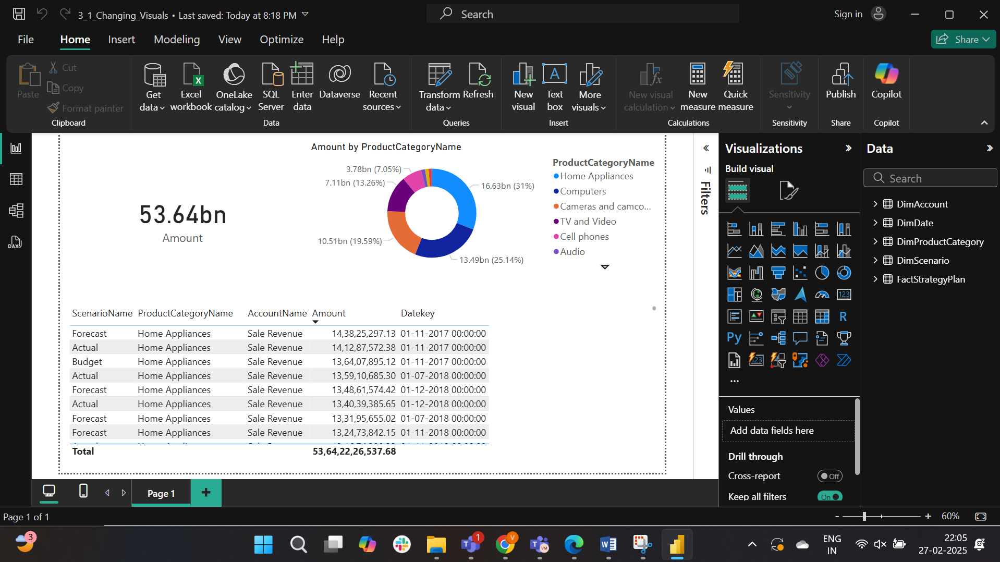 3_1_Changing_Visuals • Last saved: Today at 8:18 PM
Search
Sign in
File Home Insert Modeling View Optimize Help
Share
Paste
Cut
Copy
Format painter
Clipboard
Get data
Excel workbook
OneLake catalog
SQL Server
Enter data
Dataverse
Recent sources
Data
Transform data
Refresh
Queries
New visual
Text box
More visuals
Insert
New visual calculation
New measure
Quick measure
Calculations
Sensitivity
Sensitivity
Publish
Share
Copilot
Copilot
DAX
53.64bn
Amount
Amount by ProductCategoryName
3.78bn (7.05%)
7.11bn (13.26%)
16.63bn (31%)
10.51bn (19.59%)
13.49bn (25.14%)
ProductCategoryName
Home Appliances
Computers
Cameras and camco...
TV and Video
Cell phones
Audio
ScenarioName ProductCategoryName AccountName Amount Datekey
Forecast Home Appliances Sale Revenue 14,38,25,297.13 01-11-2017 00:00:00
Actual Home Appliances Sale Revenue 14,12,87,572.38 01-11-2017 00:00:00
Budget Home Appliances Sale Revenue 13,64,07,895.12 01-11-2017 00:00:00
Actual Home Appliances Sale Revenue 13,59,10,685.30 01-07-2018 00:00:00
Forecast Home Appliances Sale Revenue 13,48,61,574.42 01-12-2018 00:00:00
Actual Home Appliances Sale Revenue 13,40,39,385.65 01-12-2018 00:00:00
Forecast Home Appliances Sale Revenue 13,31,95,655.02 01-07-2018 00:00:00
Forecast Home Appliances Sale Revenue 13,24,73,842.15 01-11-2018 00:00:00
Total 53,64,22,26,537.68
Filters
Visualizations
Build visual
123
R
Py
123
...
Values
Add data fields here
Drill through
Cross-report Off
Keep all filters On
Data
Search
DimAccount
DimDate
DimProductCategory
DimScenario
FactStrategyPlan
Page 1
+
Page 1 of 1
- + 60%
3
1
V
VM
ENG
IN
22:05
27-02-2025